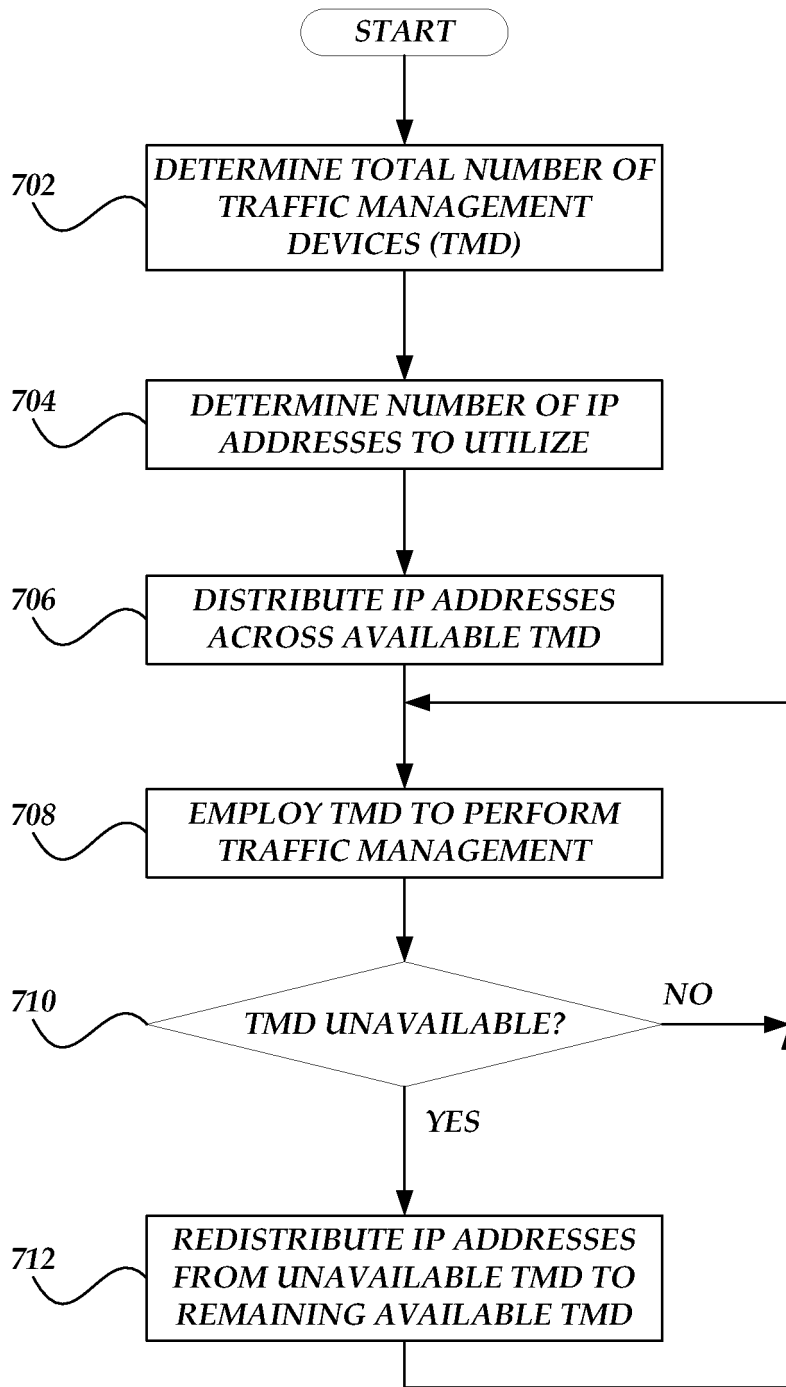 START
702
DETERMINE TOTAL NUMBER OF
TRAFFIC MANAGEMENT
DEVICES (TMD)
704
DETERMINE NUMBER OF IP
ADDRESSES TO UTILIZE
706
DISTRIBUTE IP ADDRESSES
ACROSS AVAILABLE TMD
708
EMPLOY TMD TO PERFORM
TRAFFIC MANAGEMENT
710
TMD UNAVAILABLE?
NO
YES
712
REDISTRIBUTE IP ADDRESSES
FROM UNAVAILABLE TMD TO
REMAINING AVAILABLE TMD